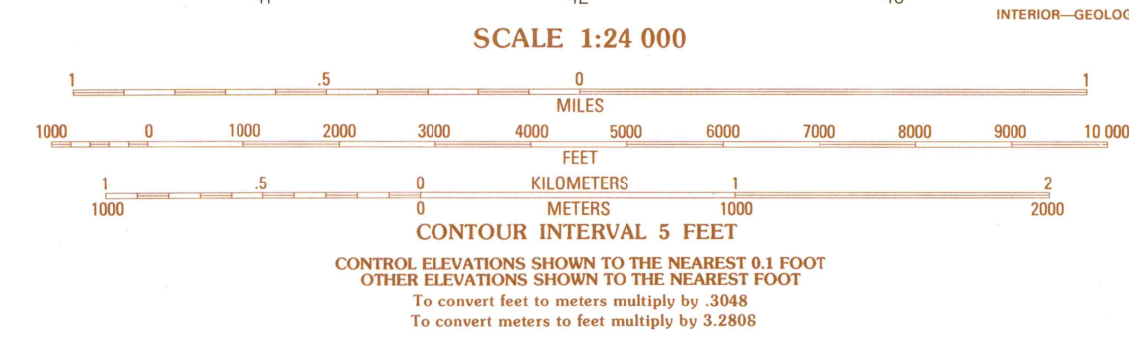 INTERIOR—GEOLOG
SCALE 1:24 000
1 .5 0 1
MILES
1000 0 1000 2000 3000 4000 5000 6000 7000 8000 9000 10 000
FEET
1 .5 0 KILOMETERS 1 2
1000 0 METERS 1000 2000
CONTOUR INTERVAL 5 FEET
CONTROL ELEVATIONS SHOWN TO THE NEAREST 0.1 FOOT
OTHER ELEVATIONS SHOWN TO THE NEAREST FOOT
To convert feet to meters multiply by .3048
To convert meters to feet multiply by 3.2808